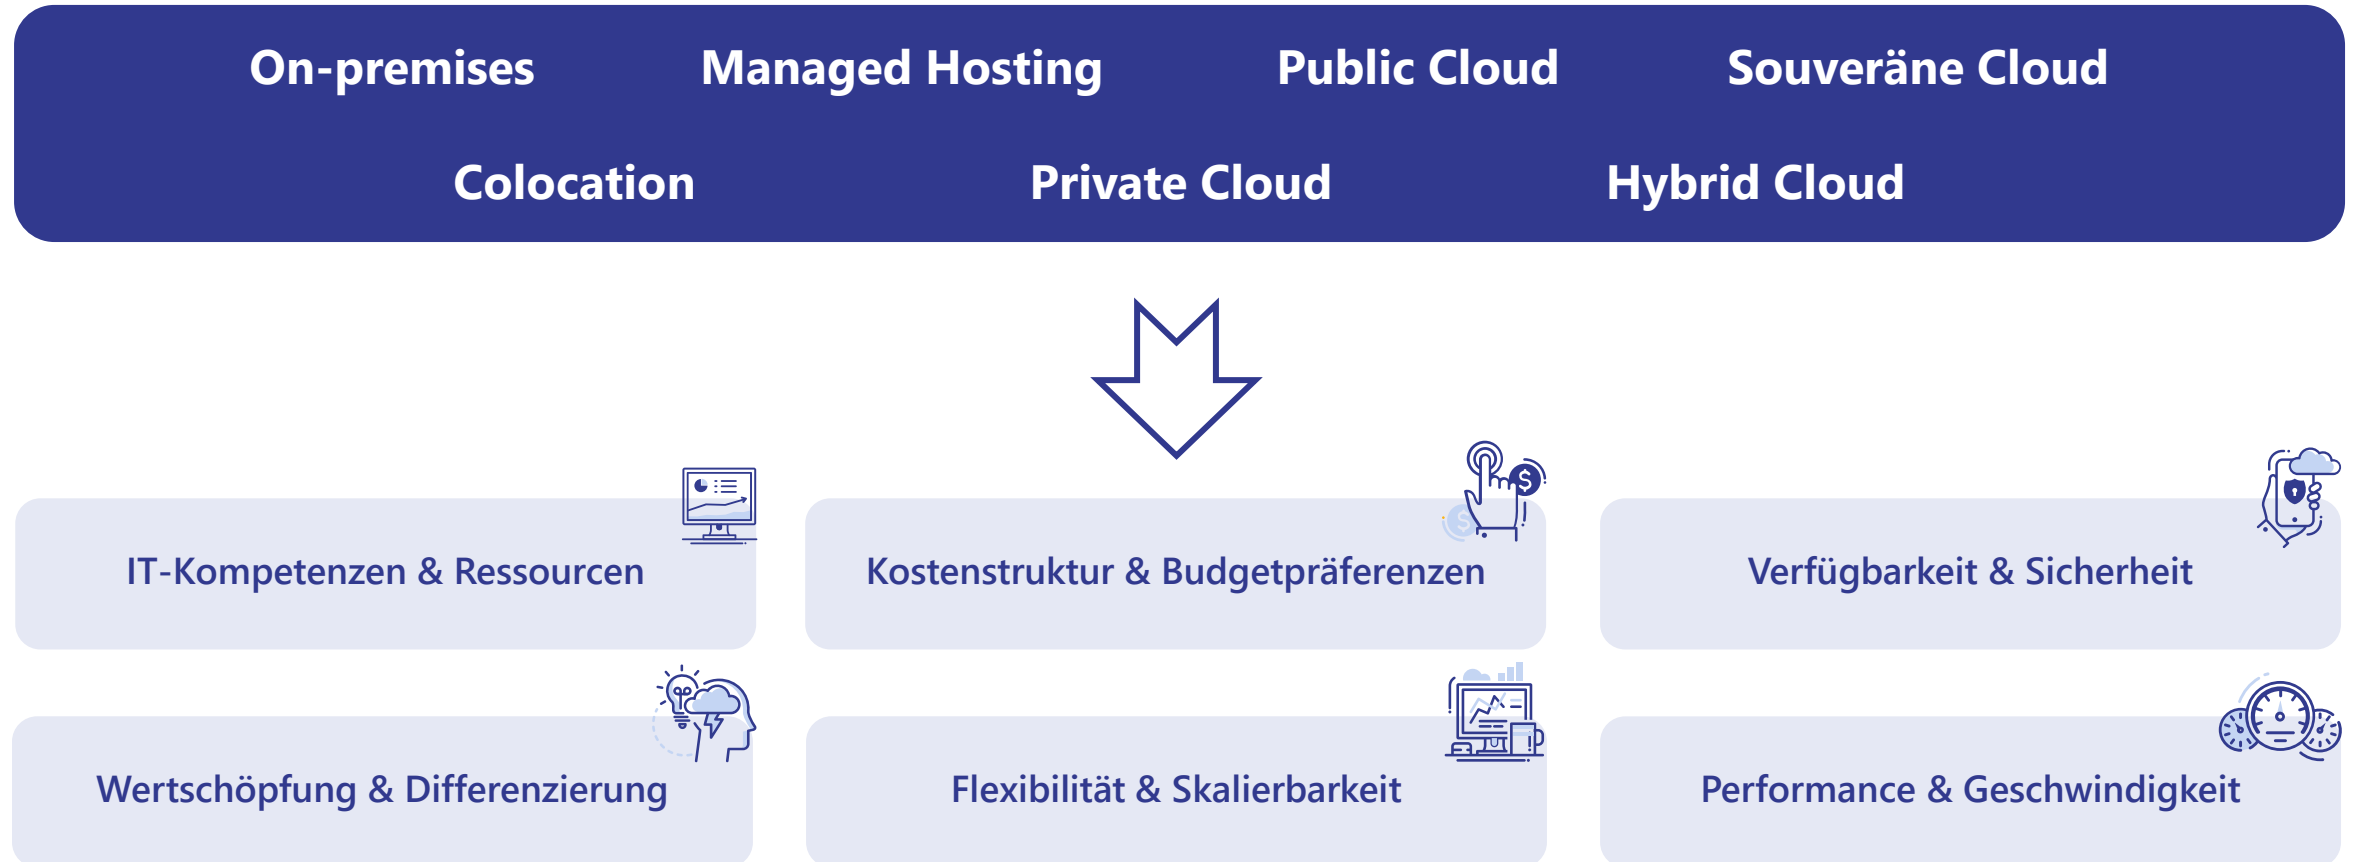 On-premises Managed Hosting Public Cloud Souveräne Cloud
Colocation Private Cloud Hybrid Cloud
IT-Kompetenzen & Ressourcen Kostenstruktur & Budgetpräferenzen Verfügbarkeit & Sicherheit
Wertschöpfung & Differenzierung Flexibilität & Skalierbarkeit Performance & Geschwindigkeit